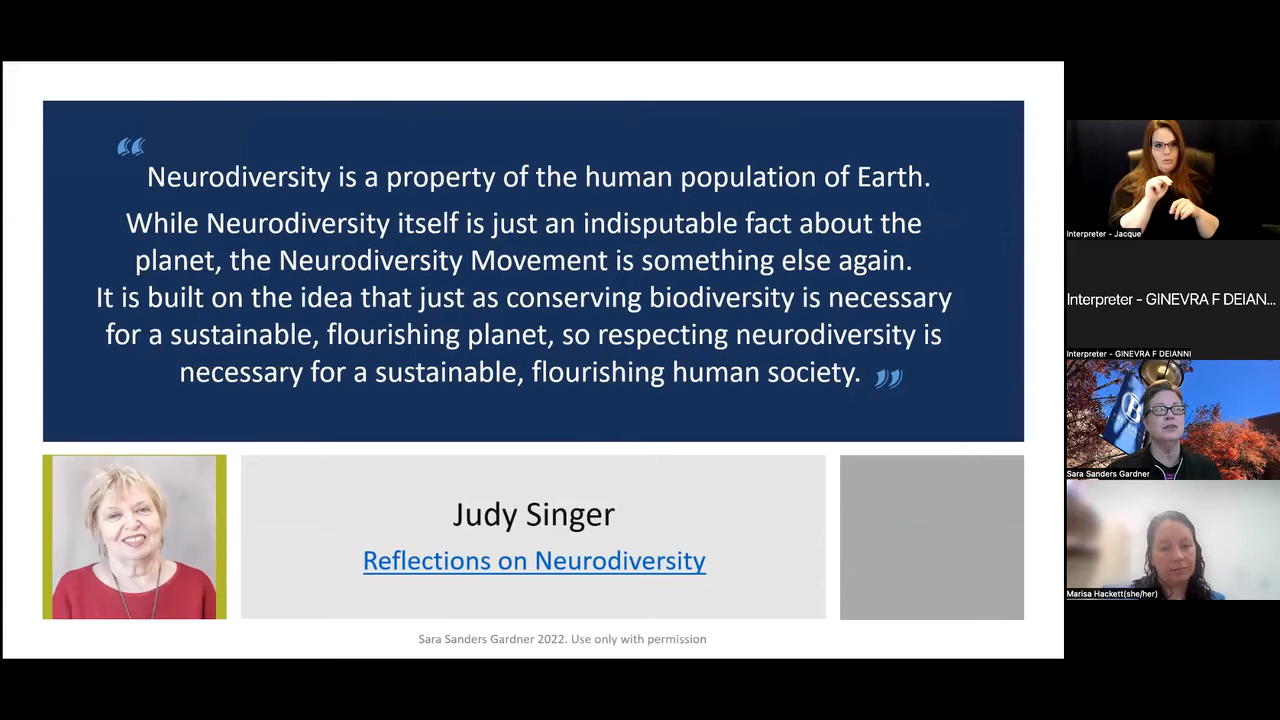 “
Neurodiversity is a property of the human population of Earth.
While Neurodiversity itself is just an indisputable fact about the
planet, the Neurodiversity Movement is something else again.
It is built on the idea that just as conserving biodiversity is necessary
for a sustainable, flourishing planet, so respecting neurodiversity is
necessary for a sustainable, flourishing human society. ”
Judy Singer
Reflections on Neurodiversity
Sara Sanders Gardner 2022. Use only with permission
Interpreter - Jacque
Interpreter - GINEVRA F DEIAN...
Interpreter - GINEVRA F DEIANNI
B
Sara Sanders Gardner
Marisa Hackett(she/her)